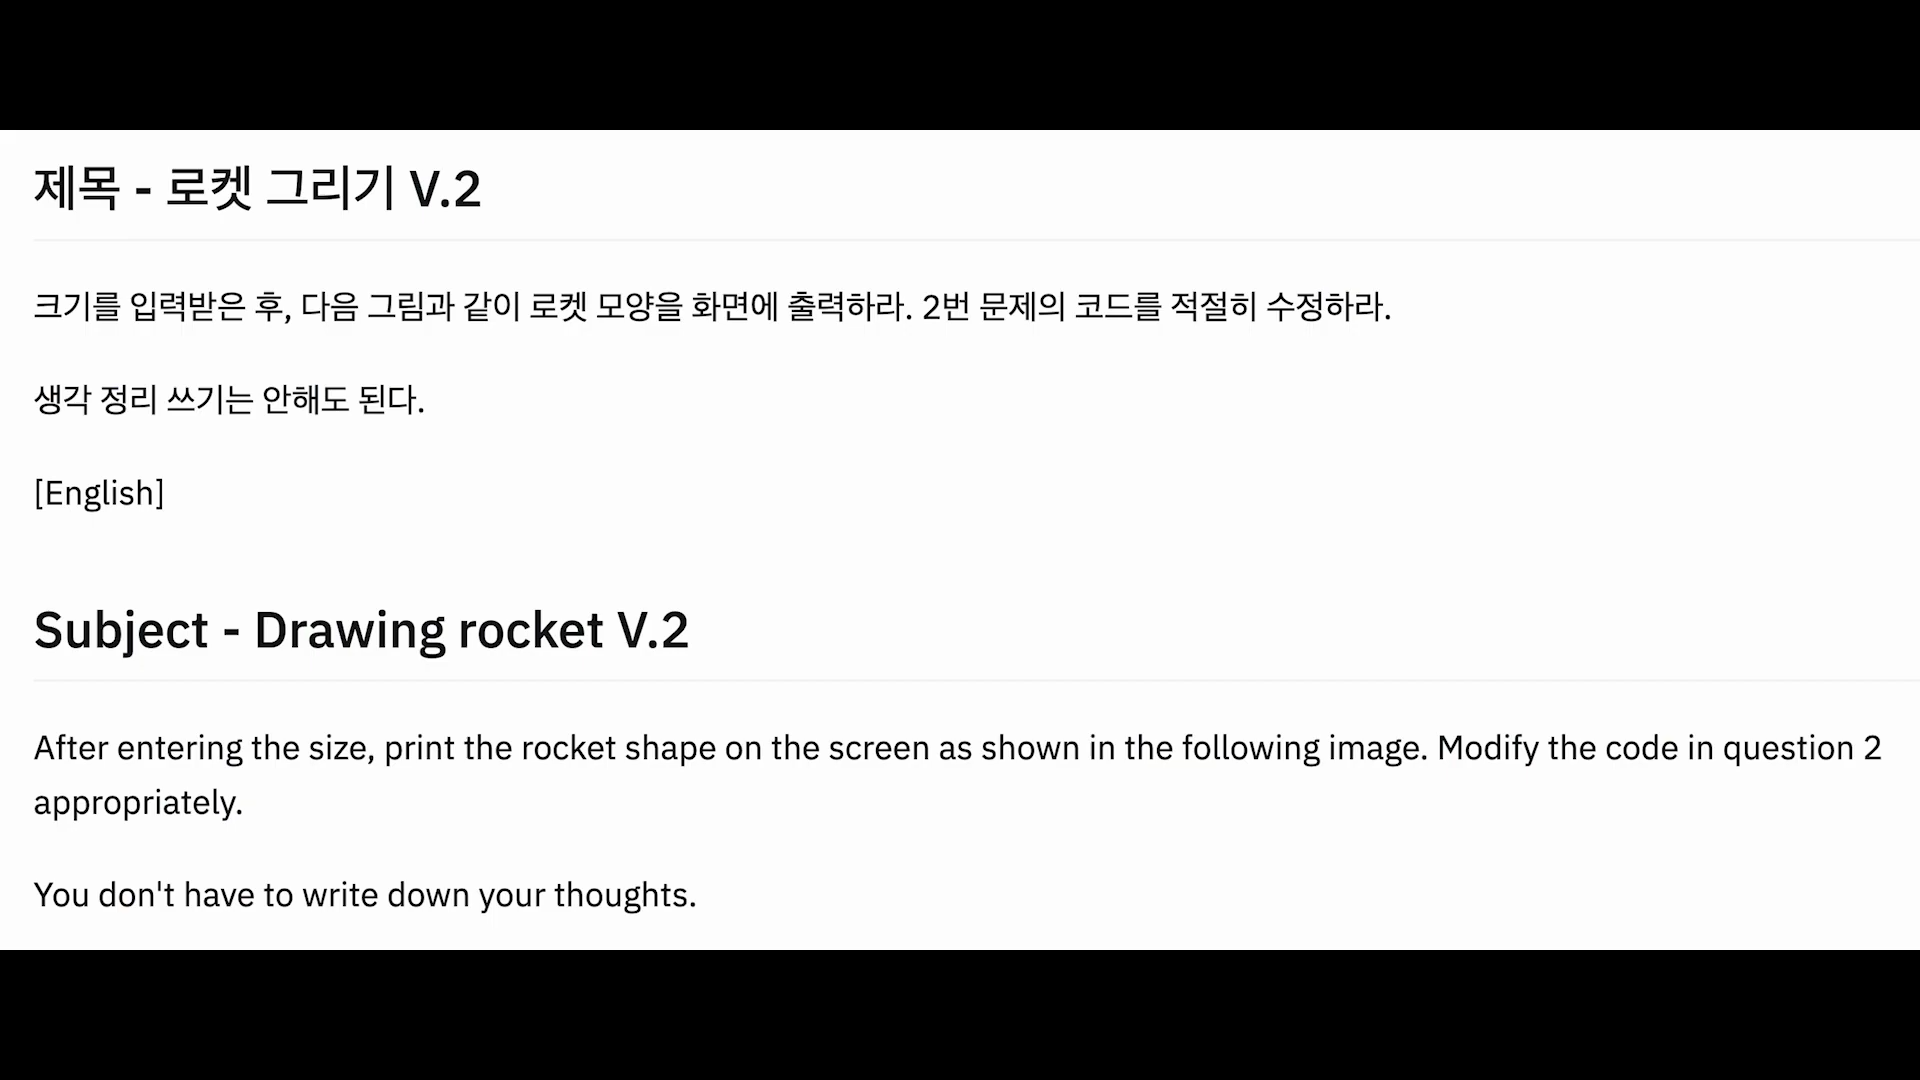 제목 - 로켓 그리기 V.2
크기를 입력받은 후, 다음 그림과 같이 로켓 모양을 화면에 출력하라. 2번 문제의 코드를 적절히 수정하라.
생각 정리 쓰기는 안해도 된다.
[English]
Subject - Drawing rocket V.2
After entering the size, print the rocket shape on the screen as shown in the following image. Modify the code in question 2
appropriately.
You don't have to write down your thoughts.